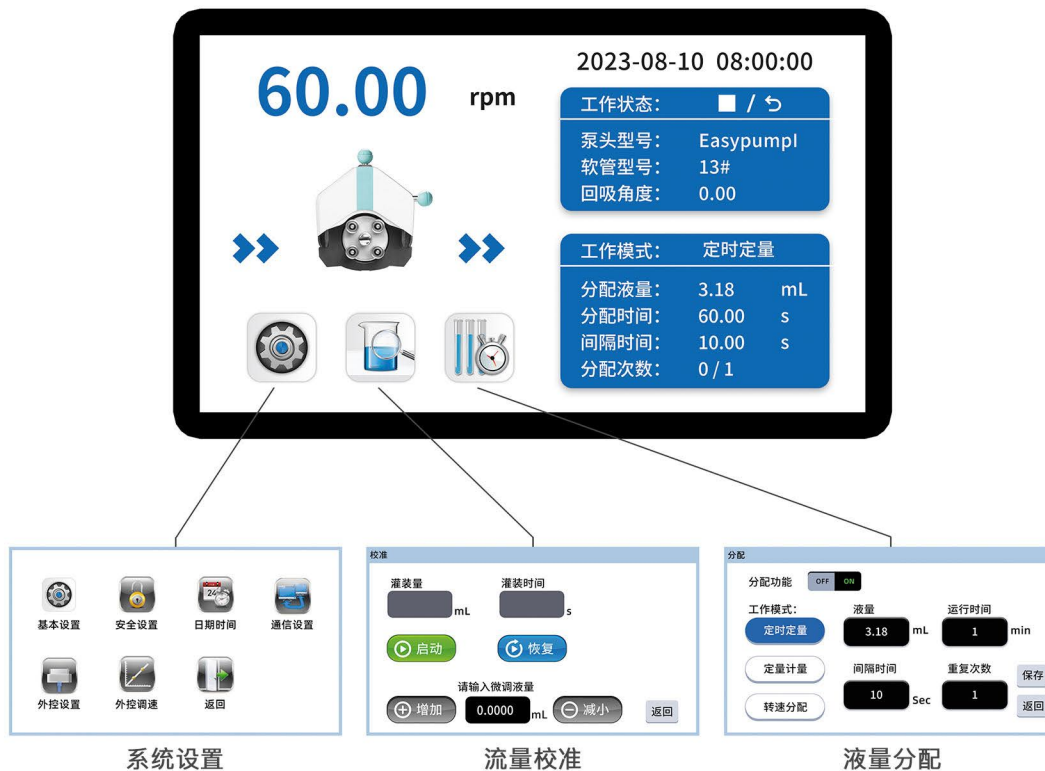 60.00 rpm
2023-08-10 08:00:00
工作状态: /
泵头型号: EasypumpI
软管型号: 13#
回吸角度: 0.00
工作模式: 定时定量
分配液量: 3.18 mL
分配时间: 60.00 s
间隔时间: 10.00 s
分配次数: 0 / 1
24
基本设置 安全设置 日期时间 通信设置
外控设置 外控调速 返回
系统设置
校准
灌装量 灌装时间
mL s
启动 恢复
请输入微调液量
增加 0.0000 mL 减小 返回
流量校准
分配
分配功能 OFF ON
工作模式: 液量 运行时间
定时定量 3.18 mL 1 min
定量计量 间隔时间 重复次数 保存
转速分配 10 Sec 1 返回
液量分配